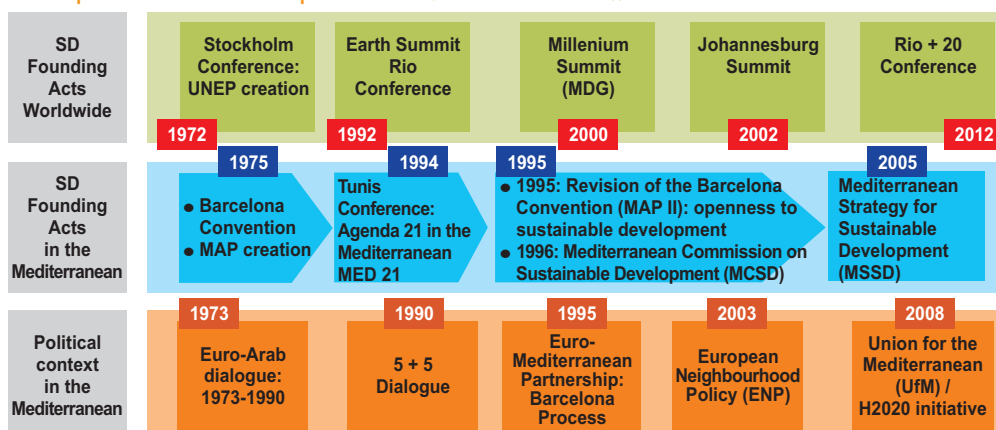 SD
Founding
Acts
Worldwide
Stockholm
Conference:
UNEP creation
Earth Summit
Rio
Conference
Millenium
Summit
(MDG)
Johannesburg
Summit
Rio + 20
Conference
1972
1992
2000
2002
2012
SD
Founding
Acts
in the
Mediterranean
1975
● Barcelona
Convention
● MAP creation
1994
Tunis
Conference:
Agenda 21 in the
Mediterranean
MED 21
1995
● 1995: Revision of the Barcelona
Convention (MAP II): openness to
sustainable development
● 1996: Mediterranean Commission on
Sustainable Development (MCSD)
2005
Mediterranean
Strategy for
Sustainable
Development
(MSSD)
Political
context
in the
Mediterranean
1973
Euro-Arab
dialogue:
1973-1990
1990
5 + 5
Dialogue
1995
Euro-
Mediterranean
Partnership:
Barcelona
Process
2003
European
Neighbourhood
Policy (ENP)
2008
Union for the
Mediterranean
(UfM) /
H2020 initiative